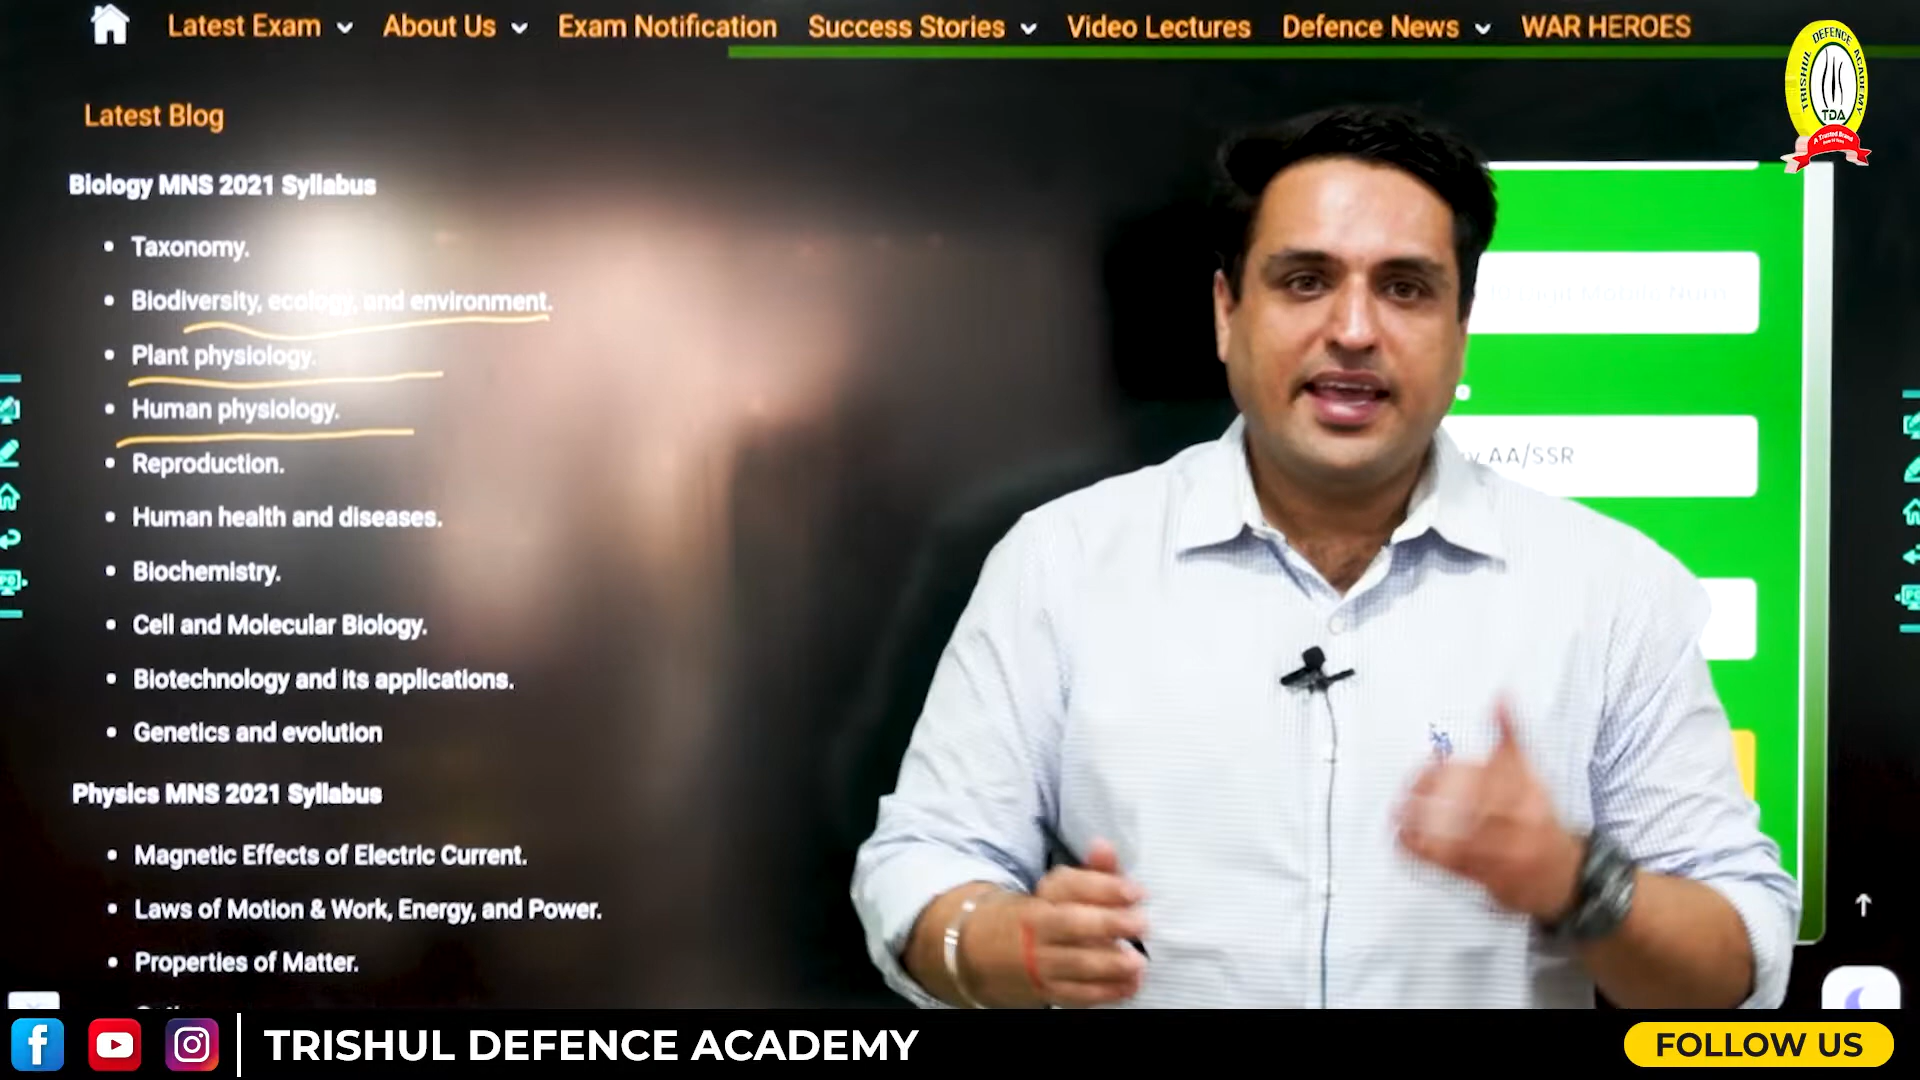 Latest Exam
About Us
Exam Notification
Success Stories
Video Lectures
Defence News
WAR HEROES
TRISHUL DEFENCE ACADEMY
TDA
Latest Blog
Biology MNS 2021 Syllabus
• Taxonomy.
• Biodiversity, ecology, and environment.
• Plant physiology.
• Human physiology.
• Reproduction.
• Human health and diseases.
• Biochemistry.
• Cell and Molecular Biology.
• Biotechnology and its applications.
• Genetics and evolution
Physics MNS 2021 Syllabus
• Magnetic Effects of Electric Current.
• Laws of Motion & Work, Energy, and Power.
• Properties of Matter.
AA/SSR
TRISHUL DEFENCE ACADEMY
FOLLOW US